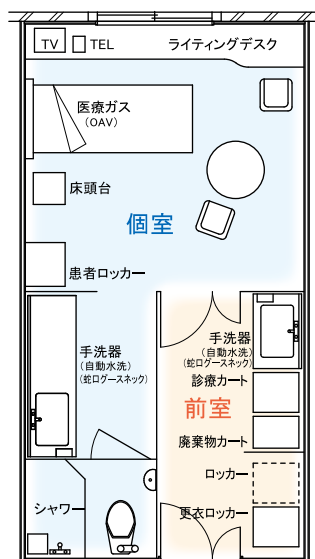 TV
TEL
ライティングデスク
医療ガス
(OAV)
床頭台
個室
患者ロッカー
手洗器
(自動水洗)
(蛇口グースネック)
手洗器
(自動水洗)
(蛇口グースネック)
診療カート
前室
廃棄物カート
ロッカー
シャワー
更衣ロッカー